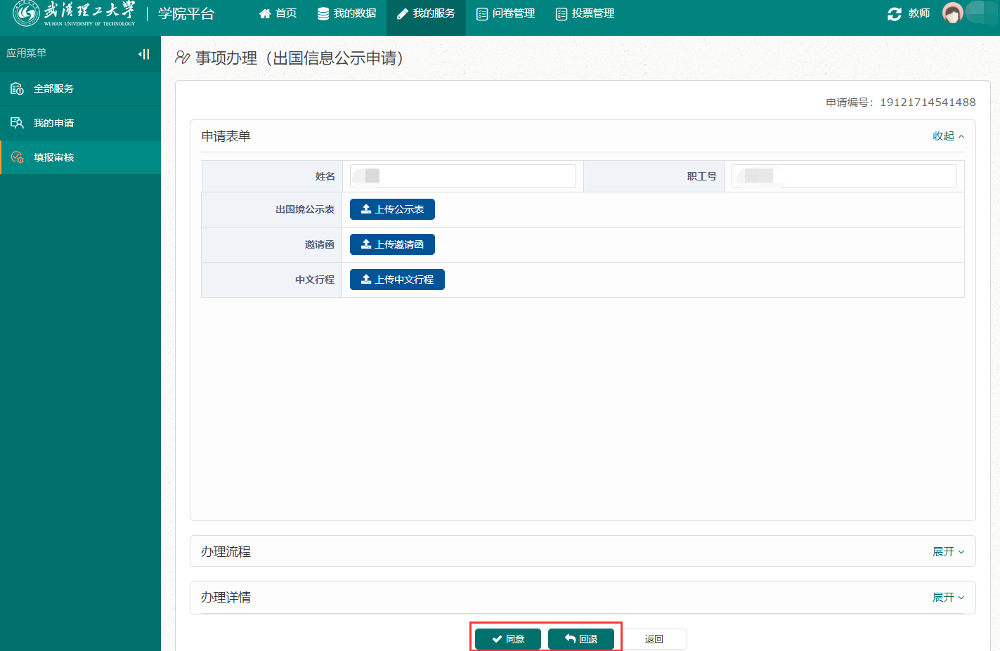 武汉理工大学
WUHAN UNIVERSITY OF TECHNOLOGY
学院平台
首页
我的数据
我的服务
问卷管理
投票管理
教师
应用菜单
全部服务
我的申请
填报审核
事项办理（出国信息公示申请）
申请编号：19121714541488
申请表单
收起
姓名
职工号
出国境公示表
上传公示表
邀请函
上传邀请函
中文行程
上传中文行程
办理流程
展开
办理详情
展开
同意
回退
返回